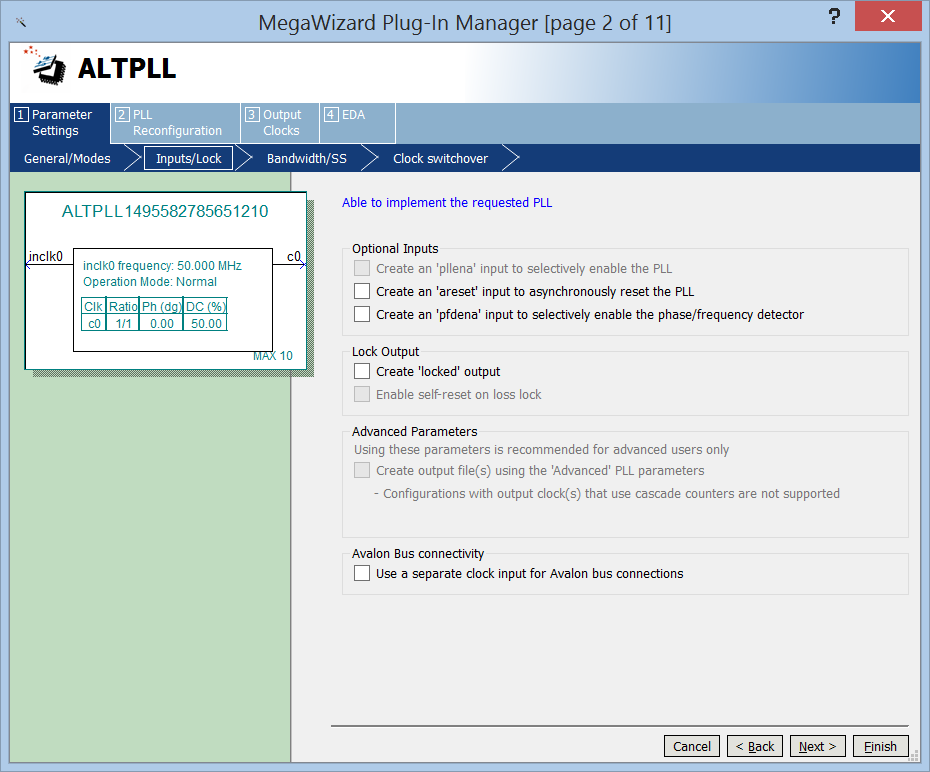 MegaWizard Plug-In Manager [page 2 of 11]
?
ALTPLL
1 Parameter Settings
2 PLL Reconfiguration
3 Output Clocks
4 EDA
General/Modes
Inputs/Lock
Bandwidth/SS
Clock switchover
ALTPLL1495582785651210
inclk0
c0
inclk0 frequency: 50.000 MHz
Operation Mode: Normal
Clk Ratio Ph (dg) DC (%)
c0 1/1 0.00 50.00
MAX 10
Able to implement the requested PLL
Optional Inputs
Create an 'pllena' input to selectively enable the PLL
Create an 'areset' input to asynchronously reset the PLL
Create an 'pfdena' input to selectively enable the phase/frequency detector
Lock Output
Create 'locked' output
Enable self-reset on loss lock
Advanced Parameters
Using these parameters is recommended for advanced users only
Create output file(s) using the 'Advanced' PLL parameters
- Configurations with output clock(s) that use cascade counters are not supported
Avalon Bus connectivity
Use a separate clock input for Avalon bus connections
Cancel
< Back
Next >
Finish